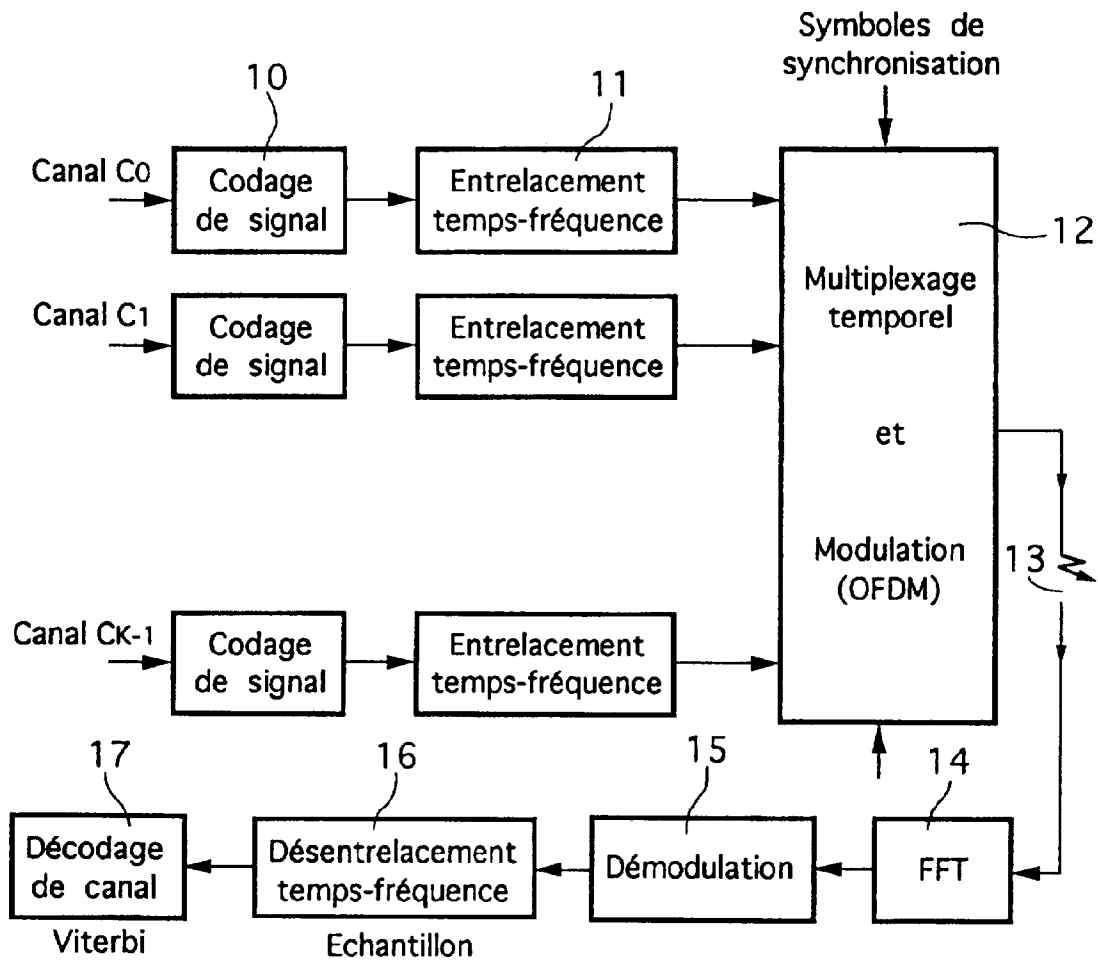 Symboles de
synchronisation
10
11
Canal C0
Codage
de signal
Entrelacement
temps-fréquence
12
Multiplexage
temporel
et
Modulation
(OFDM)
Canal C1
Codage
de signal
Entrelacement
temps-fréquence
13
Canal CK-1
Codage
de signal
Entrelacement
temps-fréquence
17
16
15
14
Décodage
de canal
Désentrelacement
temps-fréquence
Démodulation
FFT
Viterbi
Echantillon